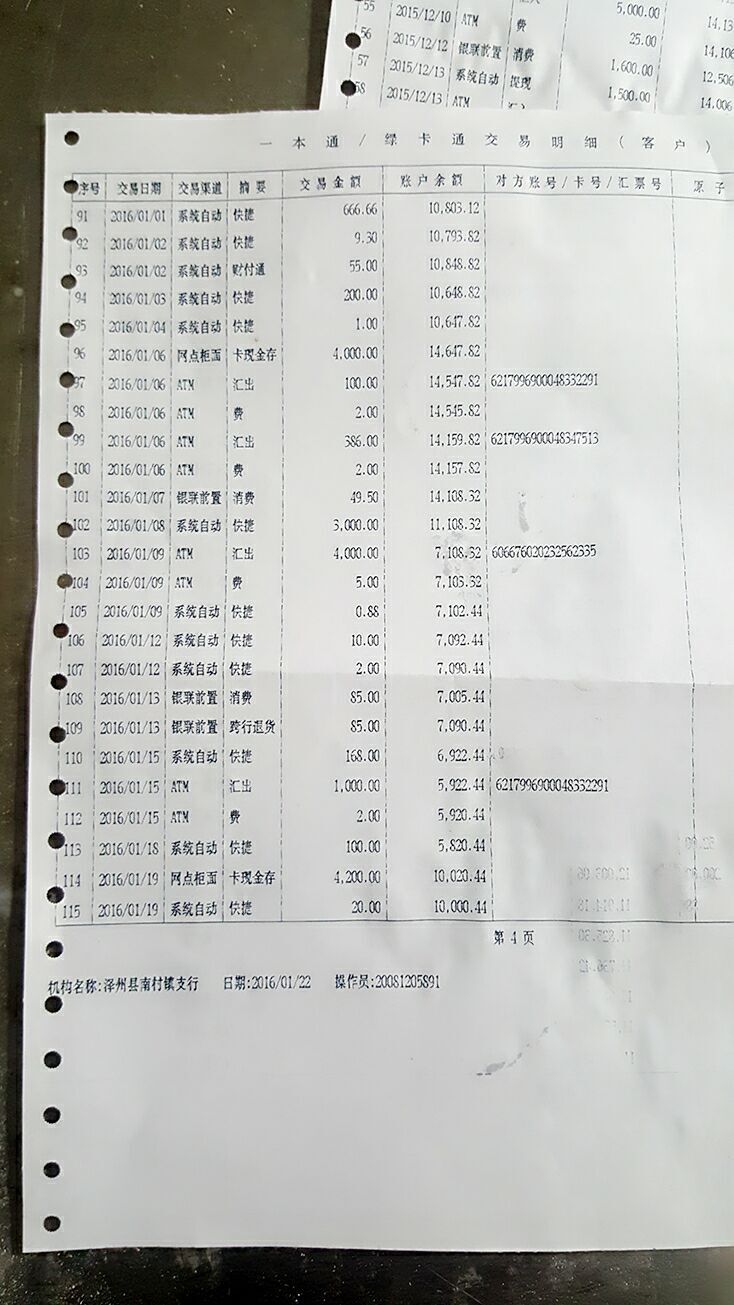 55 2015/12/10 ATM 费 5,000.00
56 2015/12/12 银联前置 消费 25.00
57 2015/12/13 系统自动 提现 1,600.00
58 2015/12/13 ATM 1,500.00 14,006
一本通/绿卡通交易明细(客户)
序号 交易日期 交易渠道 摘要 交易金额 账户余额 对方账号/卡号/汇票号 原子
91 2016/01/01 系统自动 快捷 666.66 10,803.12
92 2016/01/02 系统自动 快捷 9.30 10,793.82
93 2016/01/02 系统自动 财付通 55.00 10,848.82
94 2016/01/03 系统自动 快捷 200.00 10,648.82
95 2016/01/04 系统自动 快捷 1.00 10,647.82
96 2016/01/06 网点柜面 卡现金存 4,000.00 14,647.82
97 2016/01/06 ATM 汇出 100.00 14,547.82 6217996900048332291
98 2016/01/06 ATM 费 2.00 14,545.82
99 2016/01/06 ATM 汇出 386.00 14,159.82 6217996900048347513
100 2016/01/06 ATM 费 2.00 14,157.82
101 2016/01/07 银联前置 消费 49.50 14,108.32
102 2016/01/08 系统自动 快捷 3,000.00 11,108.32
103 2016/01/09 ATM 汇出 4,000.00 7,108.32 606676020232562335
104 2016/01/09 ATM 费 5.00 7,103.32
105 2016/01/09 系统自动 快捷 0.88 7,102.44
106 2016/01/12 系统自动 快捷 10.00 7,092.44
107 2016/01/12 系统自动 快捷 2.00 7,090.44
108 2016/01/13 银联前置 消费 85.00 7,005.44
109 2016/01/13 银联前置 跨行退货 85.00 7,090.44
110 2016/01/15 系统自动 快捷 168.00 6,922.44
111 2016/01/15 ATM 汇出 1,000.00 5,922.44 6217996900048332291
112 2016/01/15 ATM 费 2.00 5,920.44
113 2016/01/18 系统自动 快捷 100.00 5,820.44
114 2016/01/19 网点柜面 卡现金存 4,200.00 10,020.44
115 2016/01/19 系统自动 快捷 20.00 10,000.44
第4页
机构名称:泽州县南村镇支行 日期:2016/01/22 操作员:20081205891